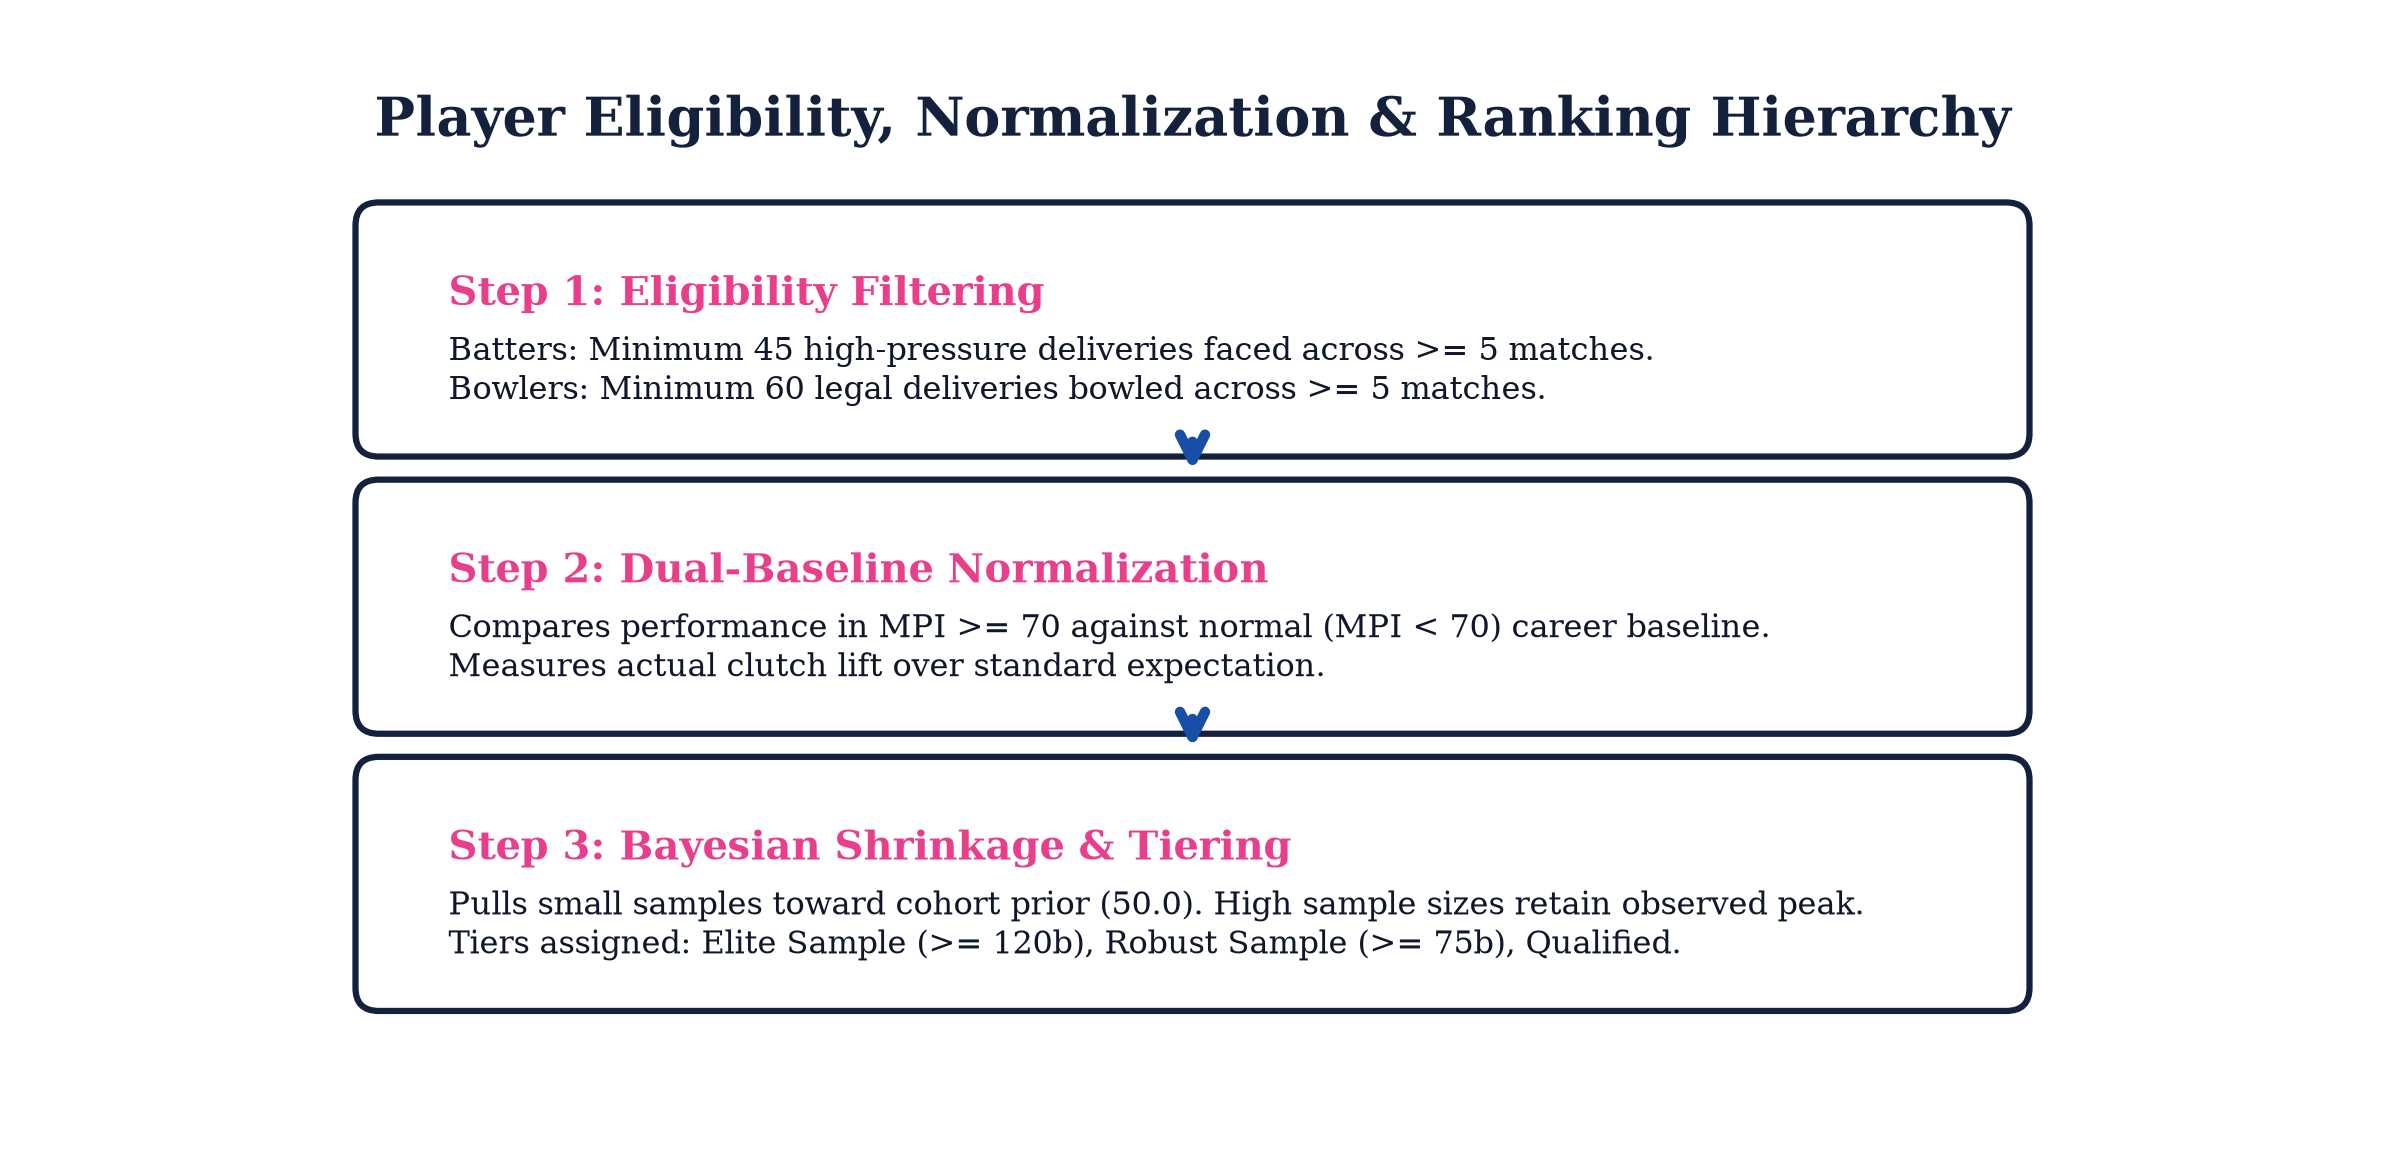 Player Eligibility, Normalization & Ranking Hierarchy
Step 1: Eligibility Filtering
Batters: Minimum 45 high-pressure deliveries faced across >= 5 matches.
Bowlers: Minimum 60 legal deliveries bowled across >= 5 matches.
Step 2: Dual-Baseline Normalization
Compares performance in MPI >= 70 against normal (MPI < 70) career baseline.
Measures actual clutch lift over standard expectation.
Step 3: Bayesian Shrinkage & Tiering
Pulls small samples toward cohort prior (50.0). High sample sizes retain observed peak.
Tiers assigned: Elite Sample (>= 120b), Robust Sample (>= 75b), Qualified.